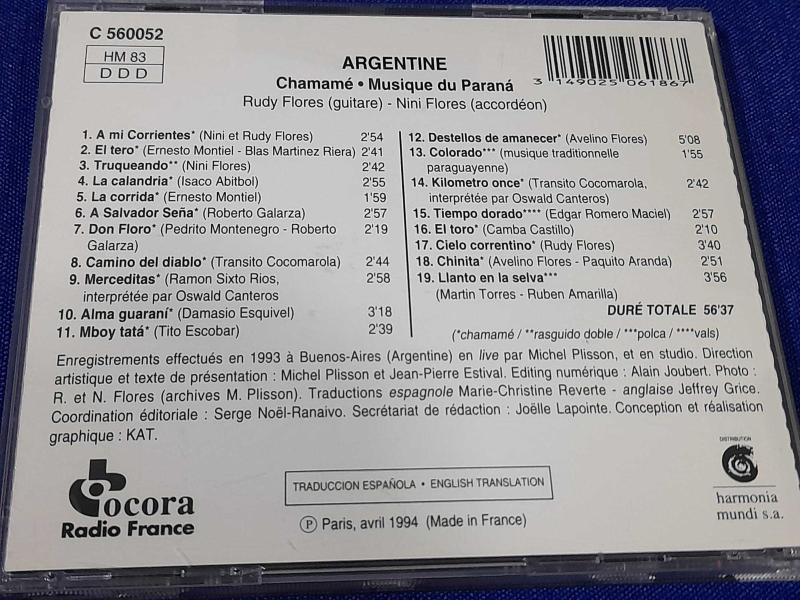 C 560052
HM 83
DDD
ARGENTINE
Chamamé • Musique du Paraná
Rudy Flores (guitare) - Nini Flores (accordéon)
3 149025 061867
1. A mi Corrientes* (Nini et Rudy Flores) 2'54
2. El tero* (Ernesto Montiel - Blas Martinez Riera) 2'41
3. Truqueando** (Nini Flores) 2'42
4. La calandria* (Isaco Abitbol) 2'55
5. La corrida* (Ernesto Montiel) 1'59
6. A Salvador Seña* (Roberto Galarza) 2'57
7. Don Floro* (Pedrito Montenegro - Roberto 2'19
Galarza)
8. Camino del diablo* (Transito Cocomarola) 2'44
9. Merceditas* (Ramon Sixto Rios, 2'58
interprétée par Oswald Canteros
10. Alma guaraní* (Damasio Esquivel) 3'18
11. Mboy tatá* (Tito Escobar) 2'39
12. Destellos de amanecer* (Avelino Flores) 5'08
13. Colorado*** (musique traditionnelle 1'55
paraguayenne)
14. Kilometro once* (Transito Cocomarola, 2'42
interprétée par Oswald Canteros)
15. Tiempo dorado**** (Edgar Romero Maciel) 2'57
16. El toro* (Camba Castillo) 2'10
17. Cielo correntino* (Rudy Flores) 3'40
18. Chinita* (Avelino Flores - Paquito Aranda) 2'51
19. Llanto en la selva*** 3'56
(Martin Torres - Ruben Amarilla)
DURÉ TOTALE 56'37
(*chamamé / **rasguido doble / ***polca / ****vals)
Enregistrements effectués en 1993 à Buenos-Aires (Argentine) en live par Michel Plisson, et en studio. Direction
artistique et texte de présentation : Michel Plisson et Jean-Pierre Estival. Editing numérique : Alain Joubert. Photo :
R. et N. Flores (archives M. Plisson). Traductions espagnole Marie-Christine Reverte - anglaise Jeffrey Grice.
Coordination éditoriale : Serge Noël-Ranaivo. Secrétariat de rédaction : Joëlle Lapointe. Conception et réalisation
graphique : KAT.
ocora
Radio France
TRADUCCION ESPAÑOLA • ENGLISH TRANSLATION
Ⓟ Paris, avril 1994 (Made in France)
DISTRIBUTION
harmonia
mundi s.a.